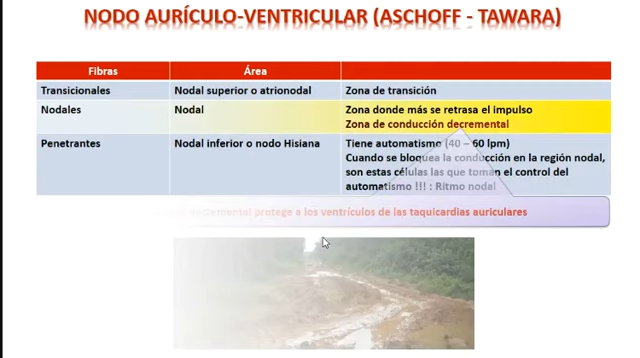 NODO AURÍCULO-VENTRICULAR (ASCHOFF - TAWARA)
Fibras Área
Transicionales Nodal superior o atrionodal Zona de transición
Nodales Nodal Zona donde más se retrasa el impulso
Zona de conducción decremental
Penetrantes Nodal inferior o nodo Hisiana Tiene automatismo (40 – 60 lpm)
Cuando se bloquea la conducción en la región nodal,
son estas células las que toman el control del
automatismo !!! : Ritmo nodal
decremental protege a los ventrículos de las taquicardias auriculares